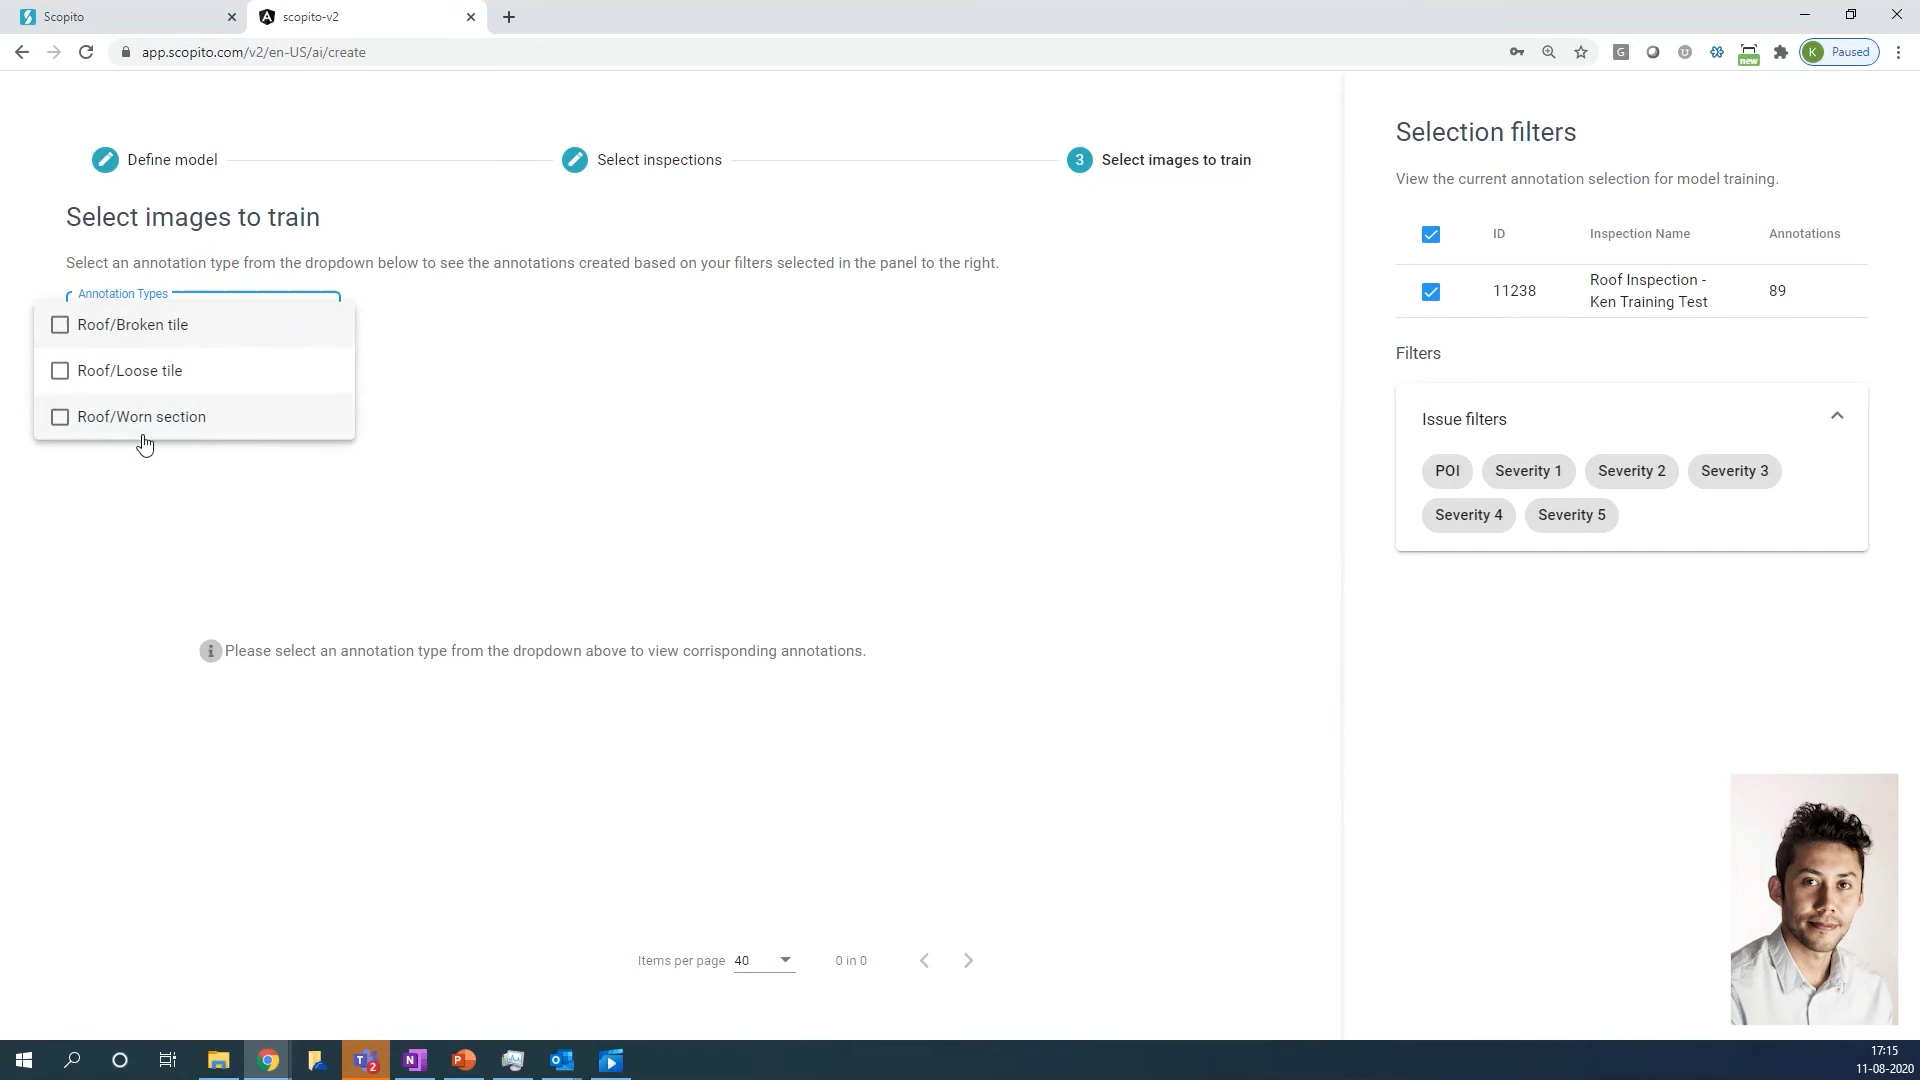 Scopito
scopito-v2
app.scopito.com/v2/en-US/ai/create
G
new
K
Paused
Define model
Select inspections
3
Select images to train
Select images to train
Select an annotation type from the dropdown below to see the annotations created based on your filters selected in the panel to the right.
Annotation Types
Roof/Broken tile
Roof/Loose tile
Roof/Worn section
Please select an annotation type from the dropdown above to view corrisponding annotations.
Items per page
40
0 in 0
Selection filters
View the current annotation selection for model training.
ID
Inspection Name
Annotations
11238
Roof Inspection -
Ken Training Test
89
Filters
Issue filters
POI
Severity 1
Severity 2
Severity 3
Severity 4
Severity 5
2
17:15
11-08-2020